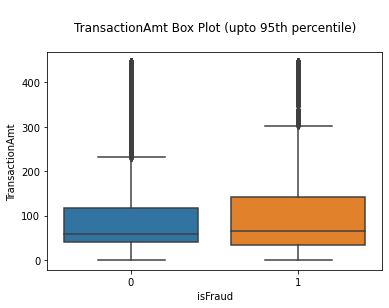 TransactionAmt Box Plot (upto 95th percentile)
400
300
200
100
0
TransactionAmt
0 1
isFraud